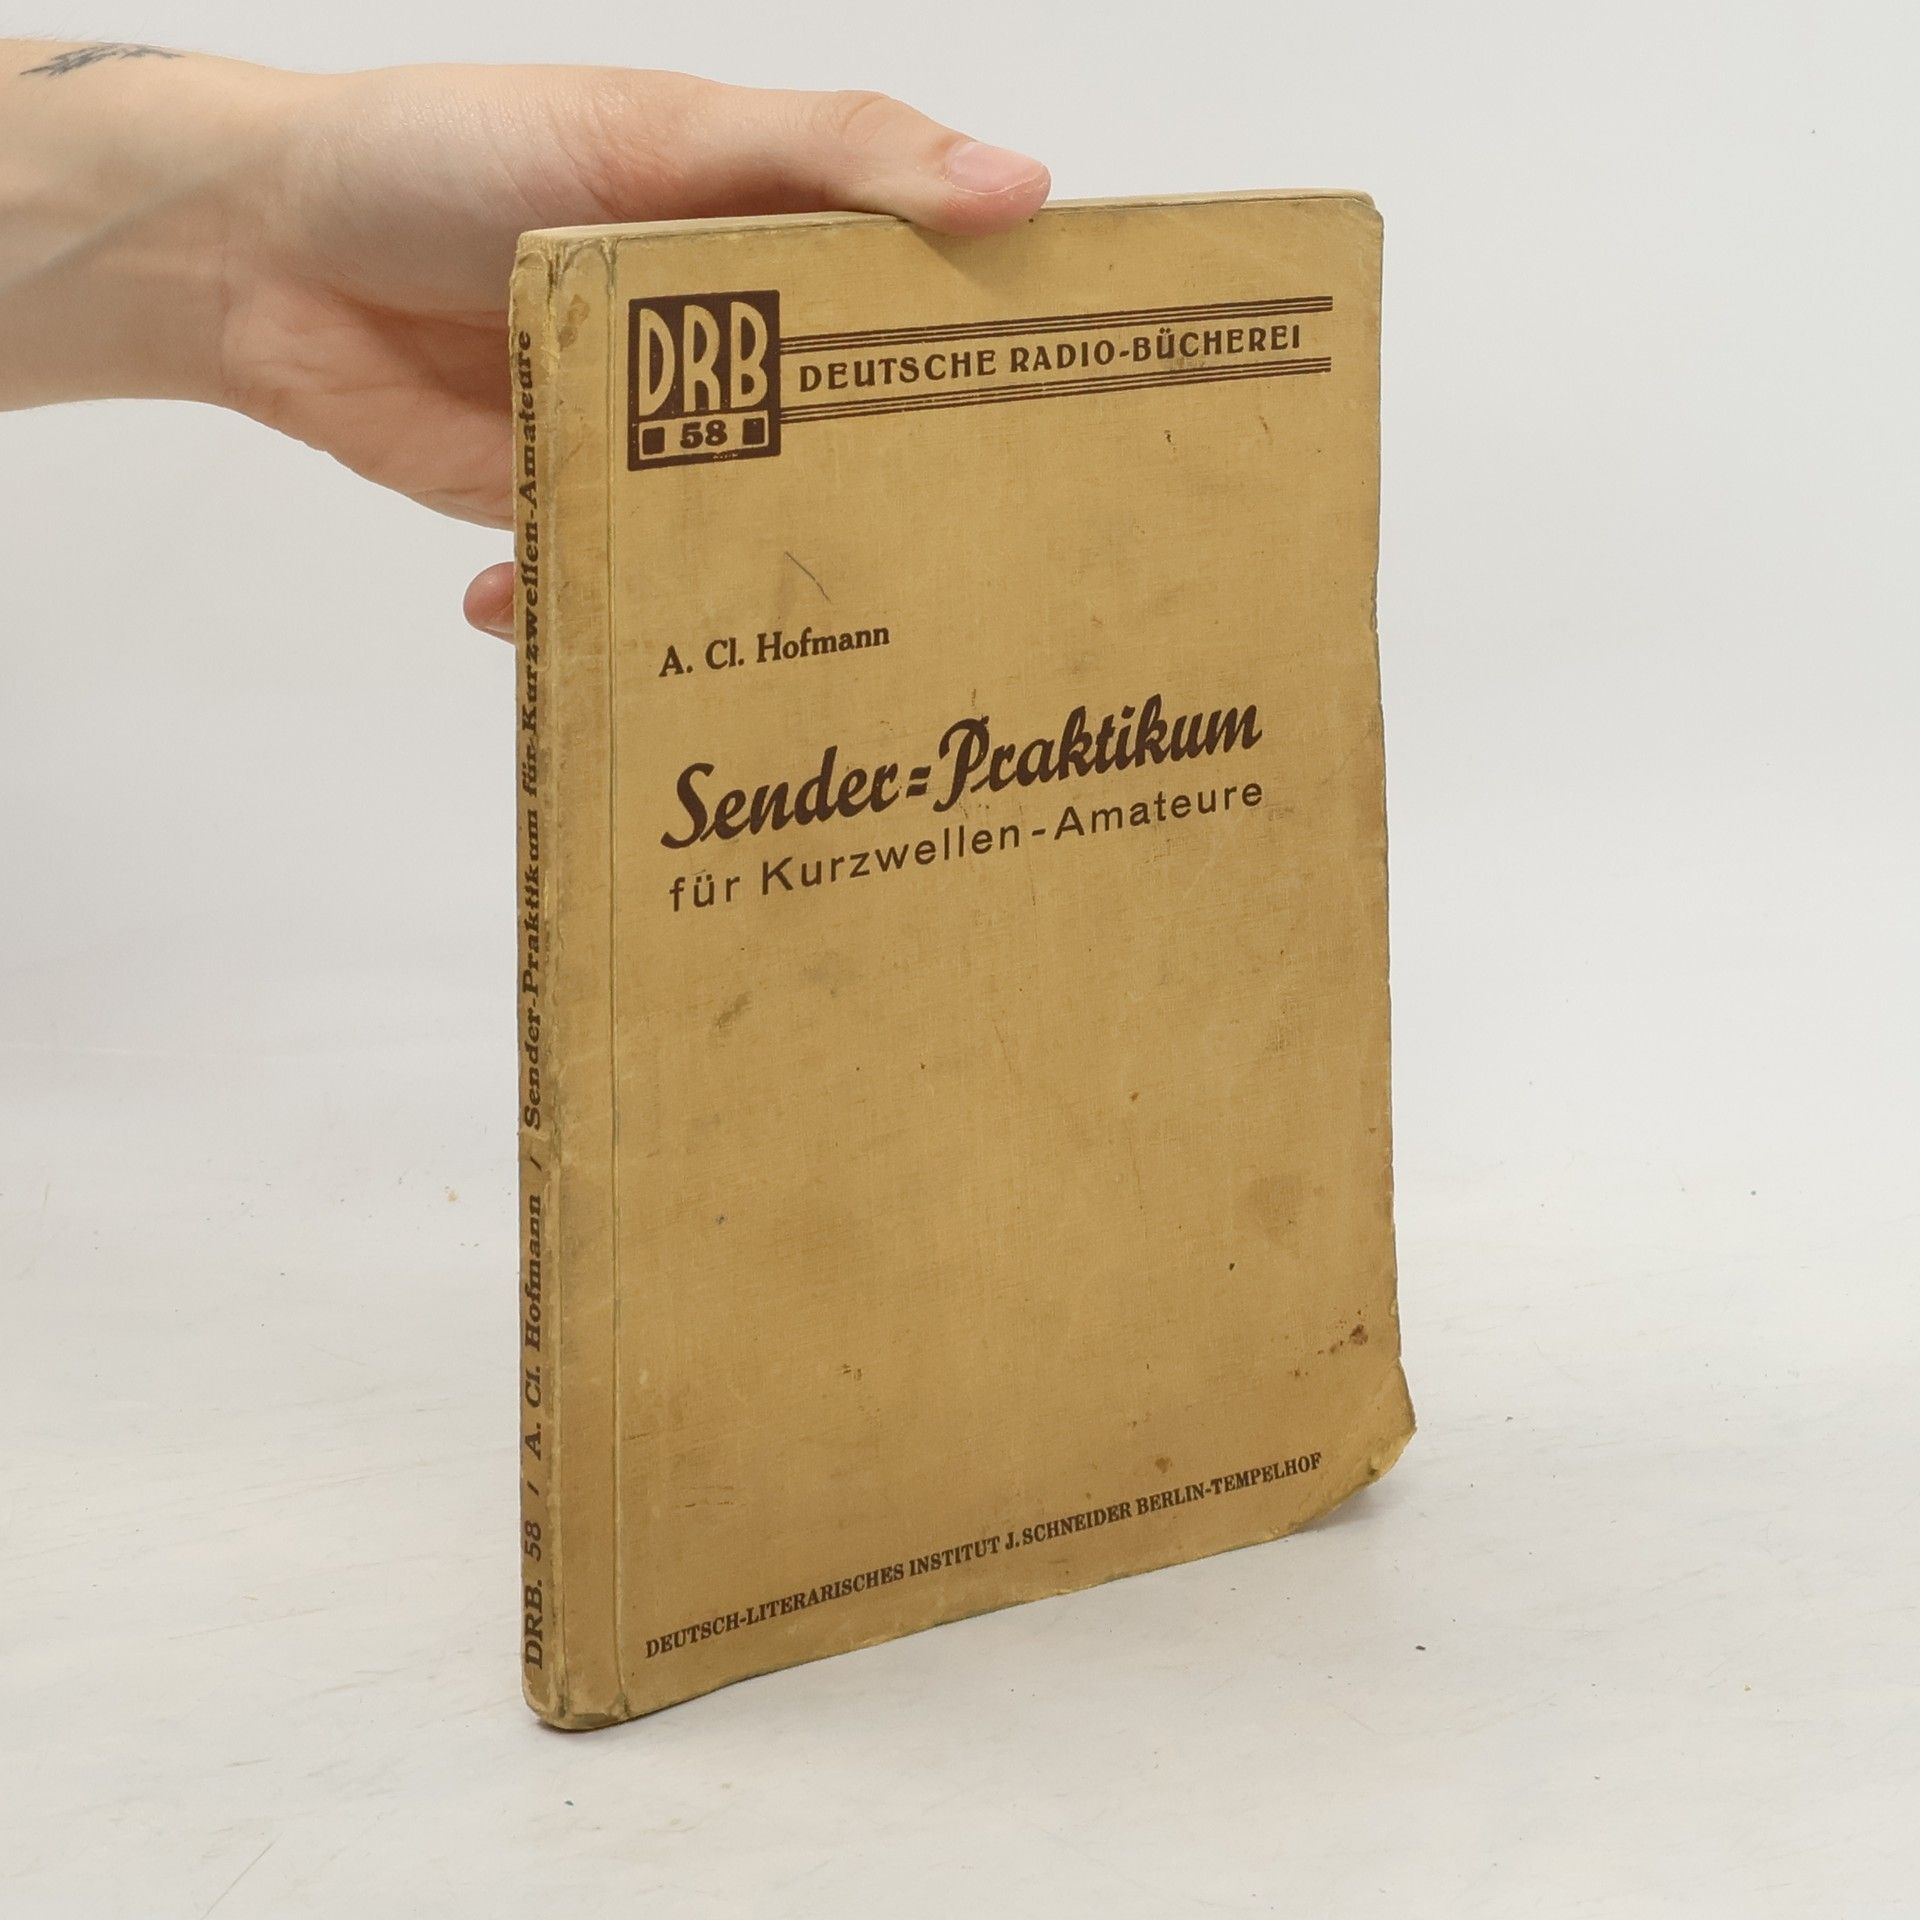 DRB
58
DEUTSCHE RADIO-BÜCHEREI
A. Cl. Hofmann
Sender=Praktikum
für Kurzwellen-Amateure
DEUTSCH-LITERARISCHES INSTITUT J. SCHNEIDER BERLIN-TEMPELHOF
DRB. 58 / A. Cl. Hofmann / Sender-Praktikum für Kurzwellen-Amateure